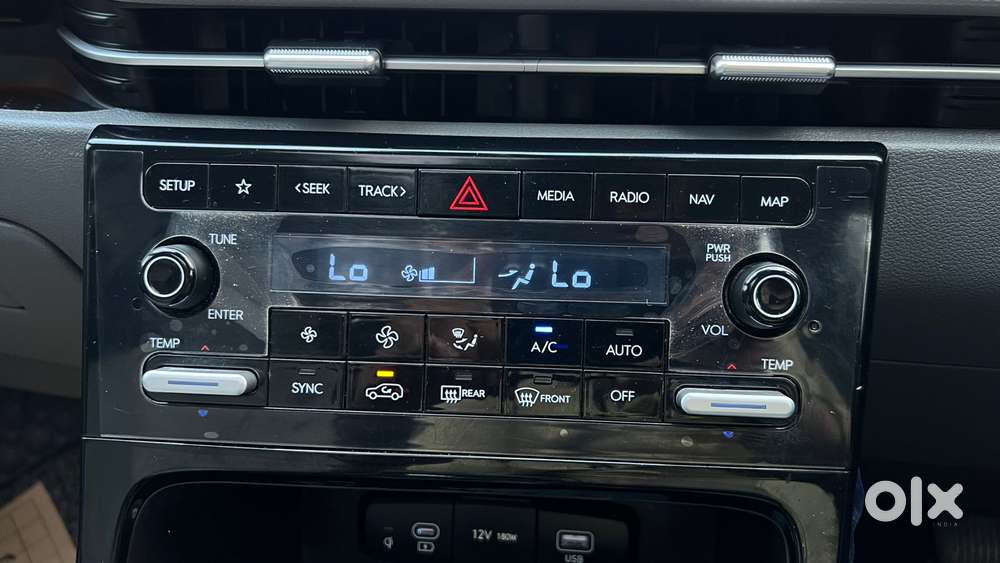 SETUP ☆ <SEEK TRACK> MEDIA RADIO NAV MAP
TUNE
PWR
PUSH
Lo Lo
ENTER
VOL
TEMP
A/C
AUTO
TEMP
SYNC
REAR
FRONT
OFF
12V 180W
USB
olx
INDIA